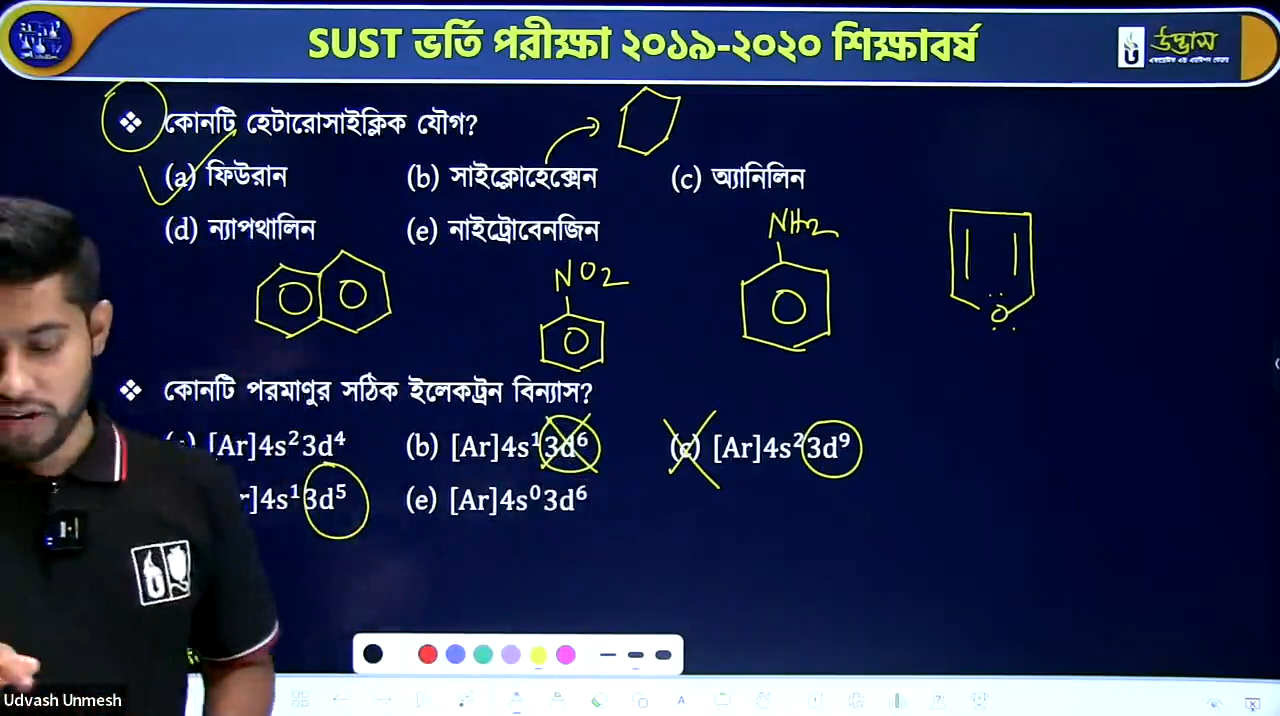 SUST ভর্তি পরীক্ষা ২০১৯-২০২০ শিক্ষাবর্ষ
উদ্ভাস
❖ কোনটি হেটারোসাইক্লিক যৌগ?
(a) ফিউরান (b) সাইক্লোহেক্সেন (c) অ্যানিলিন
(d) ন্যাপথালিন (e) নাইট্রোবেনজিন
NH2
NO2
O
❖ কোনটি পরমাণুর সঠিক ইলেকট্রন বিন্যাস?
[Ar]4s²3d⁴ (b) [Ar]4s¹3d⁶ (c) [Ar]4s²3d⁹
r]4s¹3d⁵ (e) [Ar]4s⁰3d⁶
Udvash Unmesh